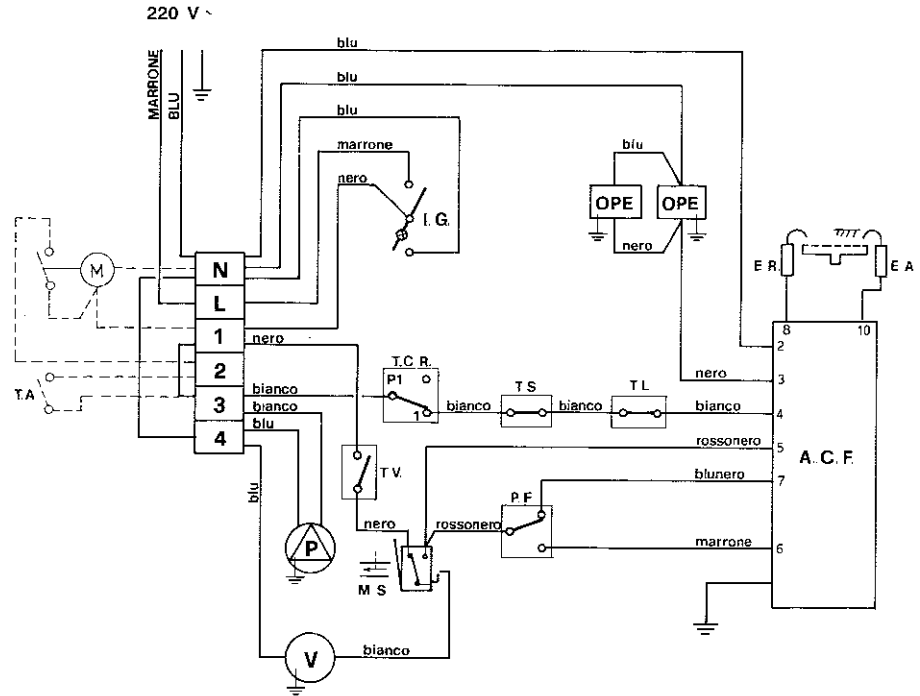 220 V ~
MARRONE
BLU
blu
blu
blu
marrone
nero
I.G.
blu
OPE
OPE
nero
E R.
E A
8
10
M
N
L
1
2
3
4
nero
T.A
bianco
bianco
blu
T.C R.
P1
1
bianco
T S
bianco
T L
bianco
nero
2
3
4
5
7
6
A.C.F.
rossonero
blunero
marrone
T V.
P F
nero
rossonero
M S
blu
P
V
bianco